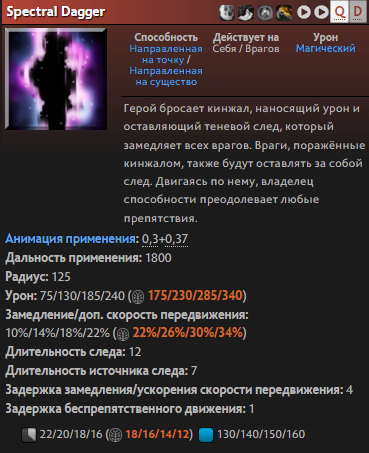 Spectral Dagger
Q D
Способность
Направленная
на точку /
Направленная
на существо
Действует на
Себя / Врагов
Урон
Магический
Герой бросает кинжал, наносящий урон и
оставляющий теневой след, который
замедляет всех врагов. Враги, поражённые
кинжалом, также будут оставлять за собой
след. Двигаясь по нему, владелец
способности преодолевает любые
препятствия.
Анимация применения: 0,3+0,37
Дальность применения: 1800
Радиус: 125
Урон: 75/130/185/240 (175/230/285/340)
Замедление/доп. скорость передвижения:
10%/14%/18%/22% (22%/26%/30%/34%)
Длительность следа: 12
Длительность источника следа: 7
Задержка замедления/ускорения скорости передвижения: 4
Задержка беспрепятственного движения: 1
22/20/18/16 (18/16/14/12) 130/140/150/160